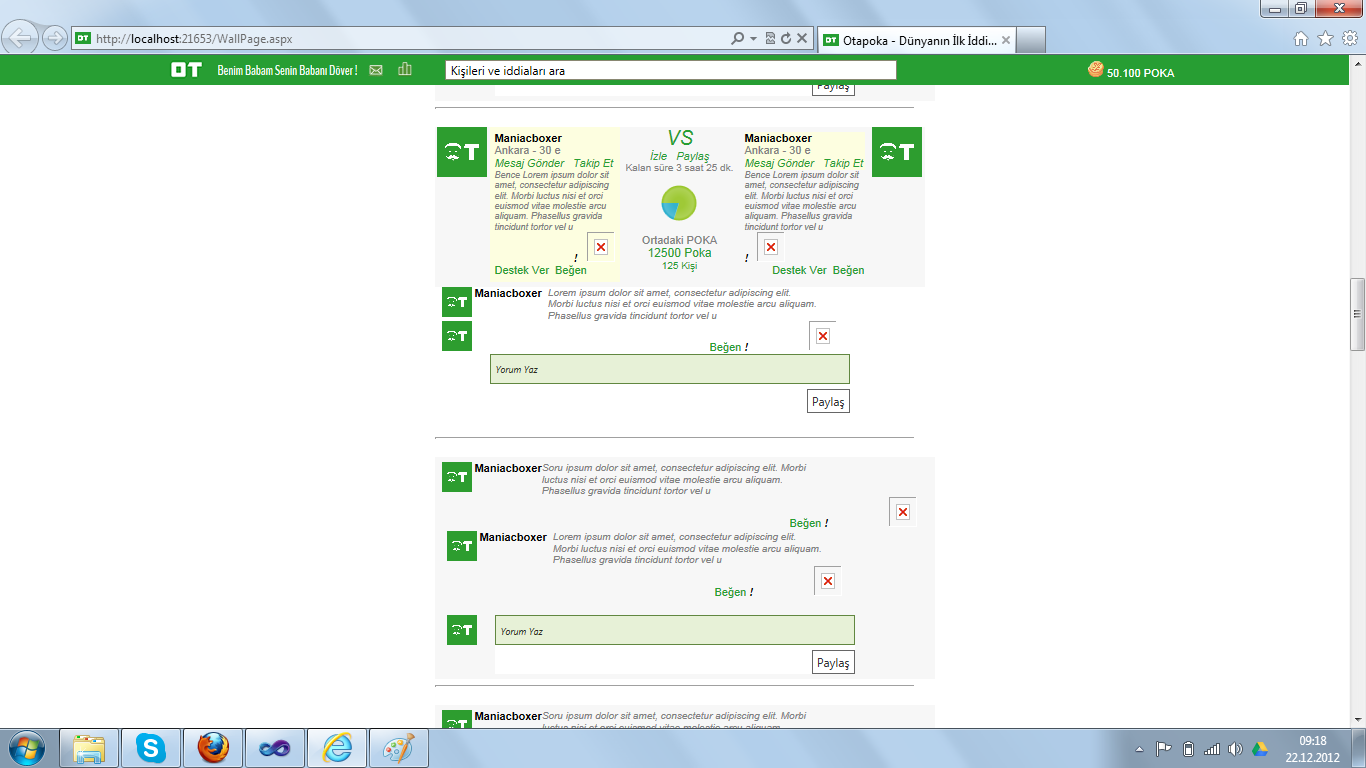 http://localhost:21653/WallPage.aspx
Otapoka - Dünyanın İlk İddi...
OT
Benim Babam Senin Babanı Döver !
Kişileri ve iddiaları ara
50.100 POKA
Paylaş
Maniacboxer
Ankara - 30 e
Mesaj Gönder Takip Et
Bence Lorem ipsum dolor sit
amet, consectetur adipiscing
elit. Morbi luctus nisi et orci
euismod vitae molestie arcu
aliquam. Phasellus gravida
tincidunt tortor vel u
!
Destek Ver Beğen
VS
İzle Paylaş
Kalan süre 3 saat 25 dk.
Ortadaki POKA
12500 Poka
125 Kişi
Maniacboxer
Ankara - 30 e
Mesaj Gönder Takip Et
Bence Lorem ipsum dolor sit
amet, consectetur adipiscing
elit. Morbi luctus nisi et orci
euismod vitae molestie arcu
aliquam. Phasellus gravida
tincidunt tortor vel u
!
Destek Ver Beğen
Maniacboxer Lorem ipsum dolor sit amet, consectetur adipiscing elit.
Morbi luctus nisi et orci euismod vitae molestie arcu aliquam.
Phasellus gravida tincidunt tortor vel u
Beğen !
Yorum Yaz
Paylaş
Maniacboxer Soru ipsum dolor sit amet, consectetur adipiscing elit. Morbi
luctus nisi et orci euismod vitae molestie arcu aliquam.
Phasellus gravida tincidunt tortor vel u
Beğen !
Maniacboxer Lorem ipsum dolor sit amet, consectetur adipiscing elit.
Morbi luctus nisi et orci euismod vitae molestie arcu aliquam.
Phasellus gravida tincidunt tortor vel u
Beğen !
Yorum Yaz
Paylaş
Maniacboxer Soru ipsum dolor sit amet, consectetur adipiscing elit. Morbi
luctus nisi et orci euismod vitae molestie arcu aliquam.
09:18
22.12.2012